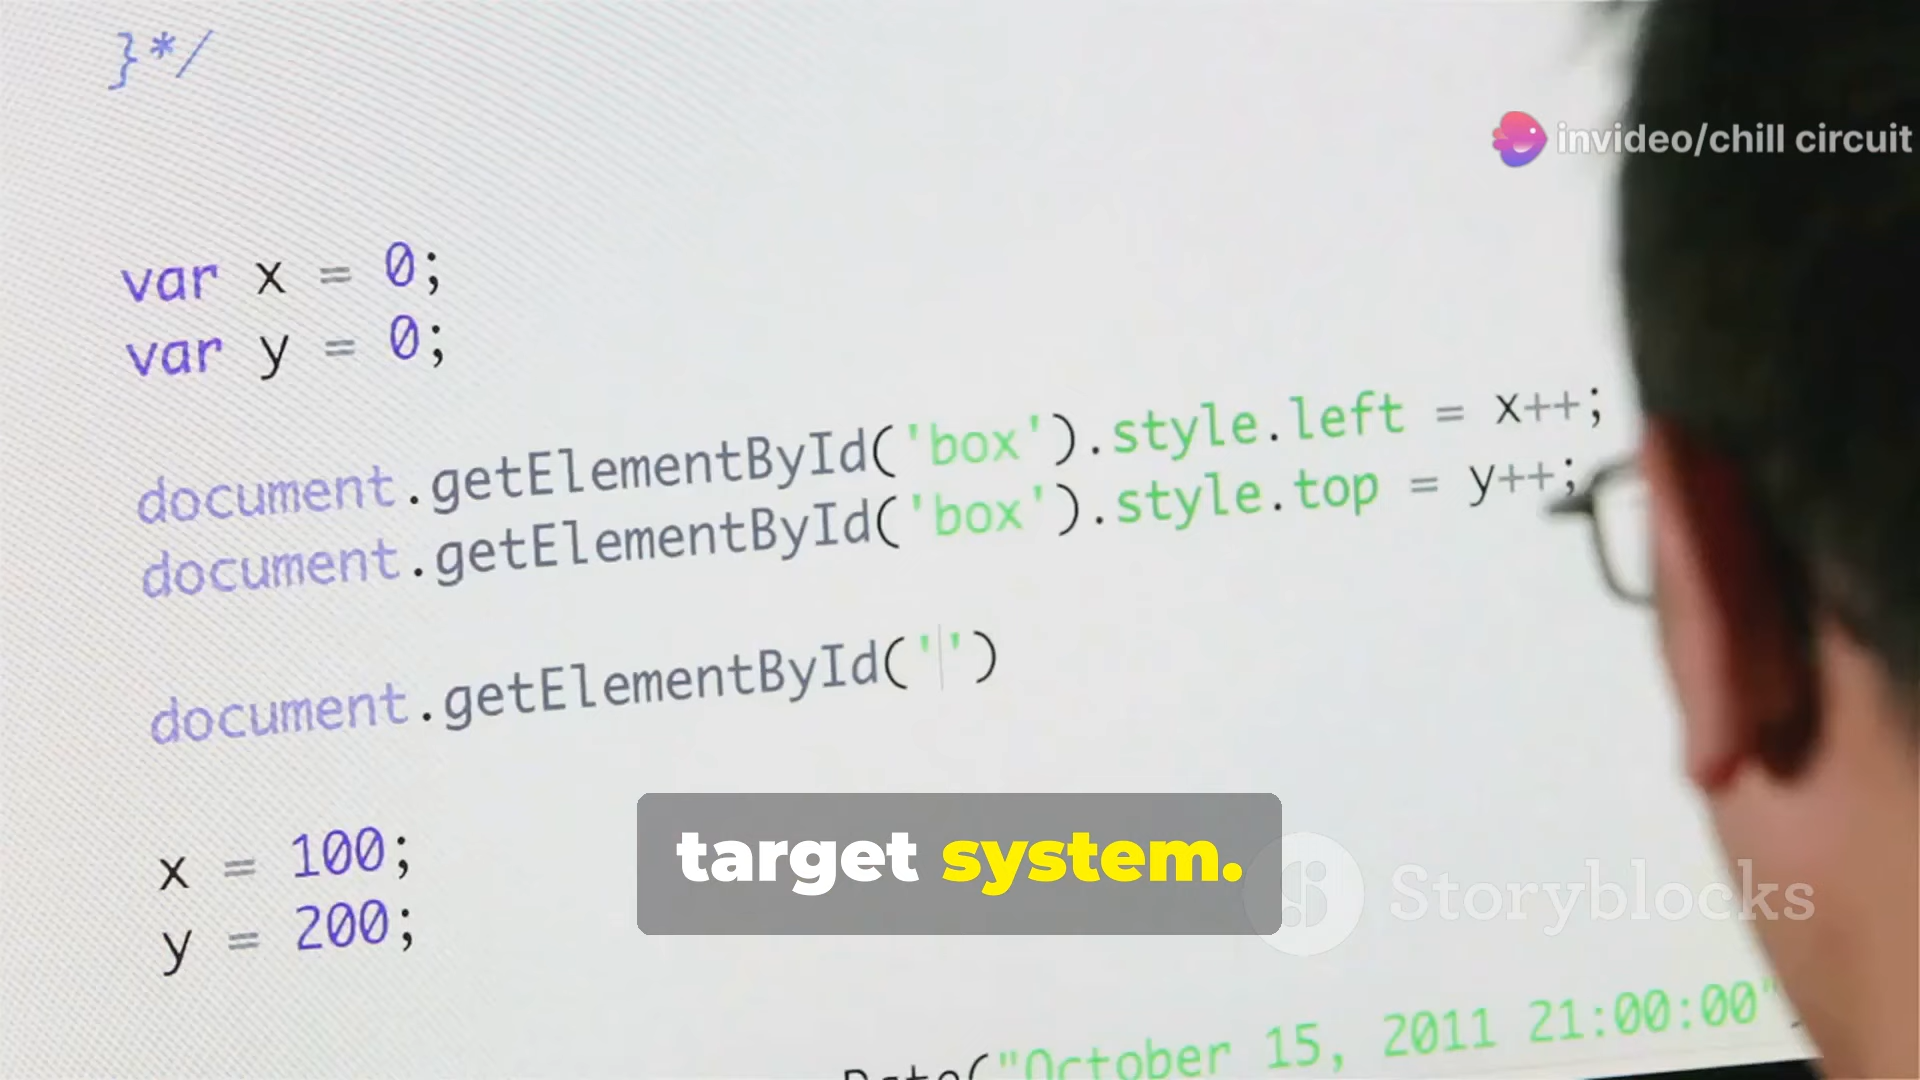 }*/
invideo/chill circuit
var x = 0;
var y = 0;
document.getElementById('box').style.left = x++;
document.getElementById('box').style.top = y++;
document.getElementById('')
x = 100;
y = 200;
target system.
Storyblocks
Date("October 15, 2011 21:00:00"